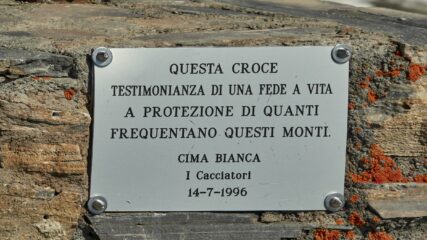 QUESTA CROCE
TESTIMONIANZA DI UNA FEDE A VITA
A PROTEZIONE DI QUANTI
FREQUENTANO QUESTI MONTI.
CIMA BIANCA
I Cacciatori
14-7-1996